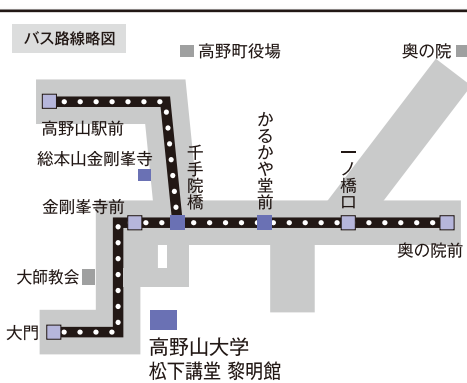 バス路線略図
高野町役場
奥の院
高野山駅前
総本山金剛峯寺
千手院橋
かるかや堂前
一ノ橋口
金剛峯寺前
奥の院前
大師教会
大門
高野山大学
松下講堂 黎明館